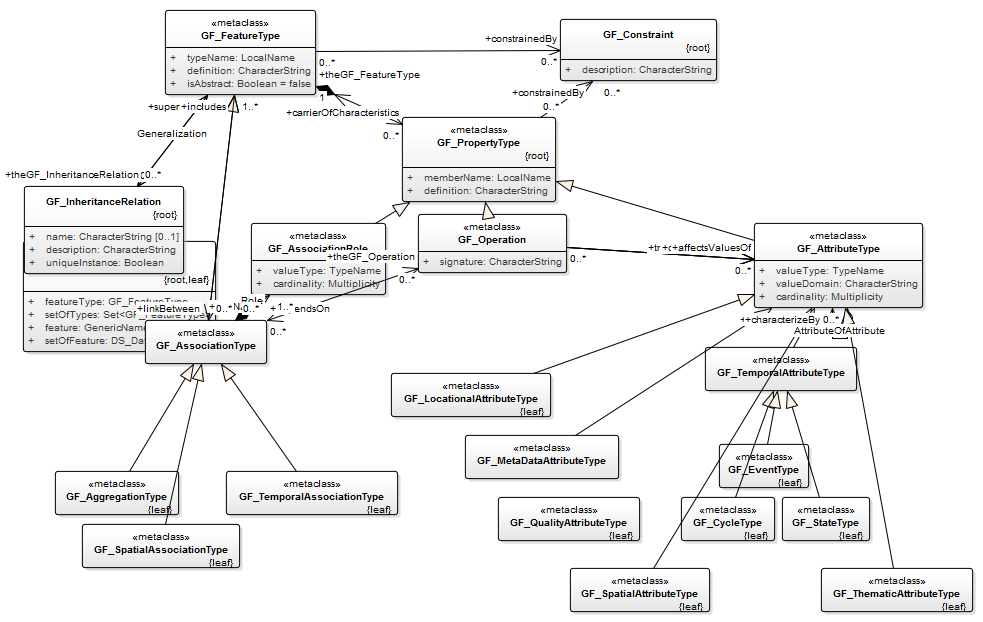 «metaclass»
GF_FeatureType
+ typeName: LocalName
+ definition: CharacterString
+ isAbstract: Boolean = false
GF_Constraint
{root}
+ description: CharacterString
+constrainedBy
0..*
0..*
+theGF_FeatureType
1
+carrierOfCharacteristics
0..*
+constrainedBy
0..*
0..*
+super
+includes
1..*
Generalization
+theGF_InheritanceRelation
0..*
«metaclass»
GF_PropertyType
{root}
+ memberName: LocalName
+ definition: CharacterString
GF_InheritanceRelation
{root}
+ name: CharacterString [0..1]
+ description: CharacterString
+ uniqueInstance: Boolean
{root,leaf}
+ featureType: GF_FeatureType
+ setOfTypes: Set<GF_FeatureType
+ feature: GenericName
+ setOfFeature: DS_Dat
«metaclass»
GF_AssociationRole
+ valueType: TypeName
+ cardinality: Multiplicity
«metaclass»
GF_Operation
+ signature: CharacterString
+theGF_Operation
0..*
0..*
+tr
+affectsValuesOf
0..*
«metaclass»
GF_AttributeType
+ valueType: TypeName
+ valueDomain: CharacterString
+ cardinality: Multiplicity
+linkBetween
0..*
0..*
Role
1..*
endsOn
0..*
«metaclass»
GF_AssociationType
+characterizeBy
0..*
AttributeOfAttribute
«metaclass»
GF_TemporalAttributeType
«metaclass»
GF_LocationalAttributeType
{leaf}
«metaclass»
GF_MetaDataAttributeType
«metaclass»
GF_EventType
{leaf}
«metaclass»
GF_AggregationType
{leaf}
«metaclass»
GF_TemporalAssociationType
{leaf}
«metaclass»
GF_QualityAttributeType
{leaf}
«metaclass»
GF_CycleType
{leaf}
«metaclass»
GF_StateType
{leaf}
«metaclass»
GF_SpatialAssociationType
{leaf}
«metaclass»
GF_SpatialAttributeType
{leaf}
«metaclass»
GF_ThematicAttributeType
{leaf}